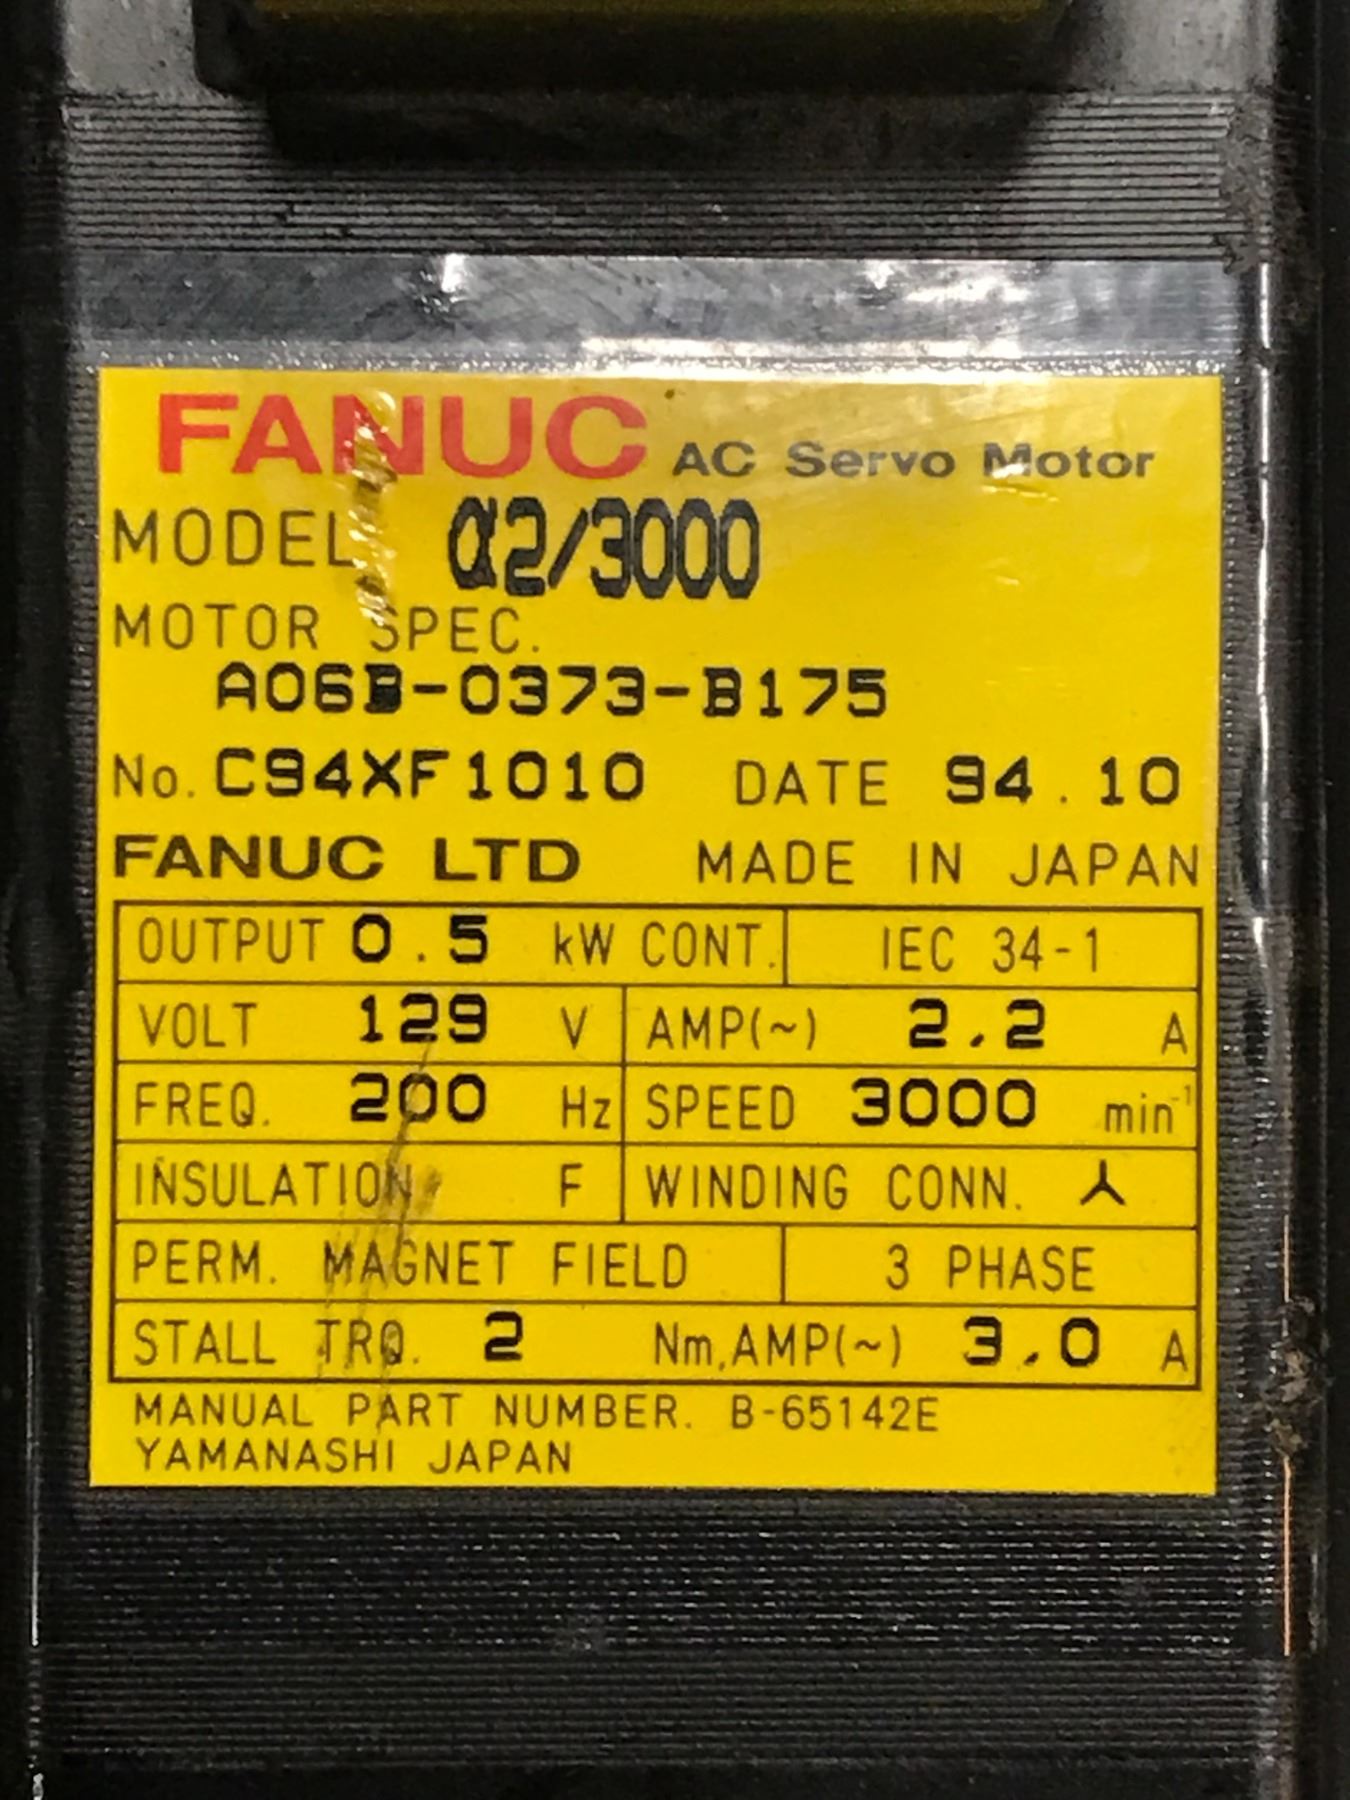 FANUC AC Servo Motor
MODEL α2/3000
MOTOR SPEC.
A06B-0373-B175
No. C94XF1010 DATE 94.10
FANUC LTD MADE IN JAPAN
OUTPUT 0.5 kW CONT. IEC 34-1
VOLT 129 V AMP(~) 2.2 A
FREQ. 200 Hz SPEED 3000 min⁻¹
INSULATION F WINDING CONN.
PERM. MAGNET FIELD 3 PHASE
STALL TRQ. 2 Nm,AMP(~) 3.0 A
MANUAL PART NUMBER. B-65142E
YAMANASHI JAPAN